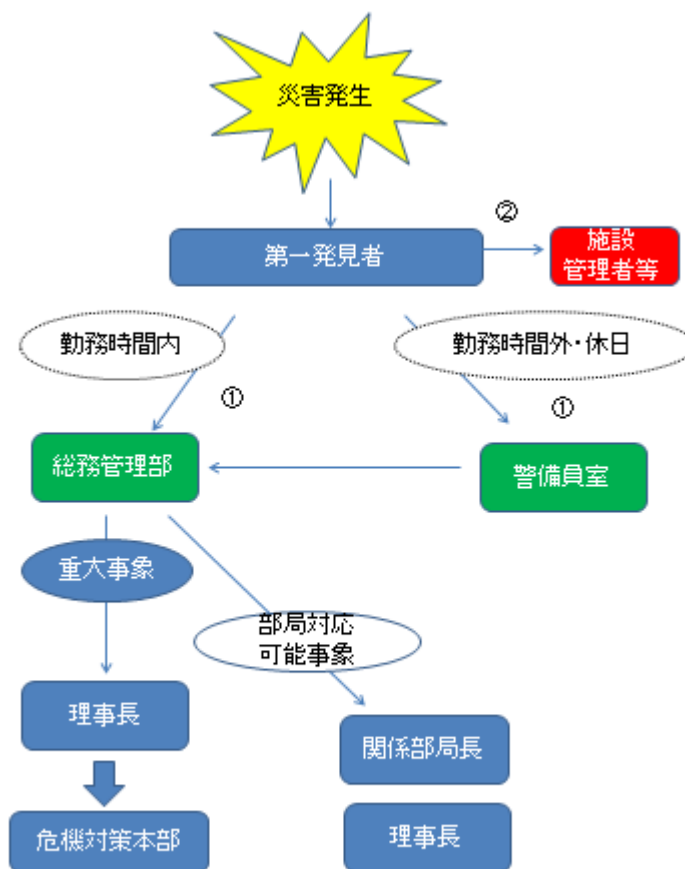 災害発生
②
第一発見者
施設
管理者等
勤務時間内
勤務時間外・休日
①
①
総務管理部
警備員室
重大事象
部局対応
可能事象
理事長
関係部局長
危機対策本部
理事長